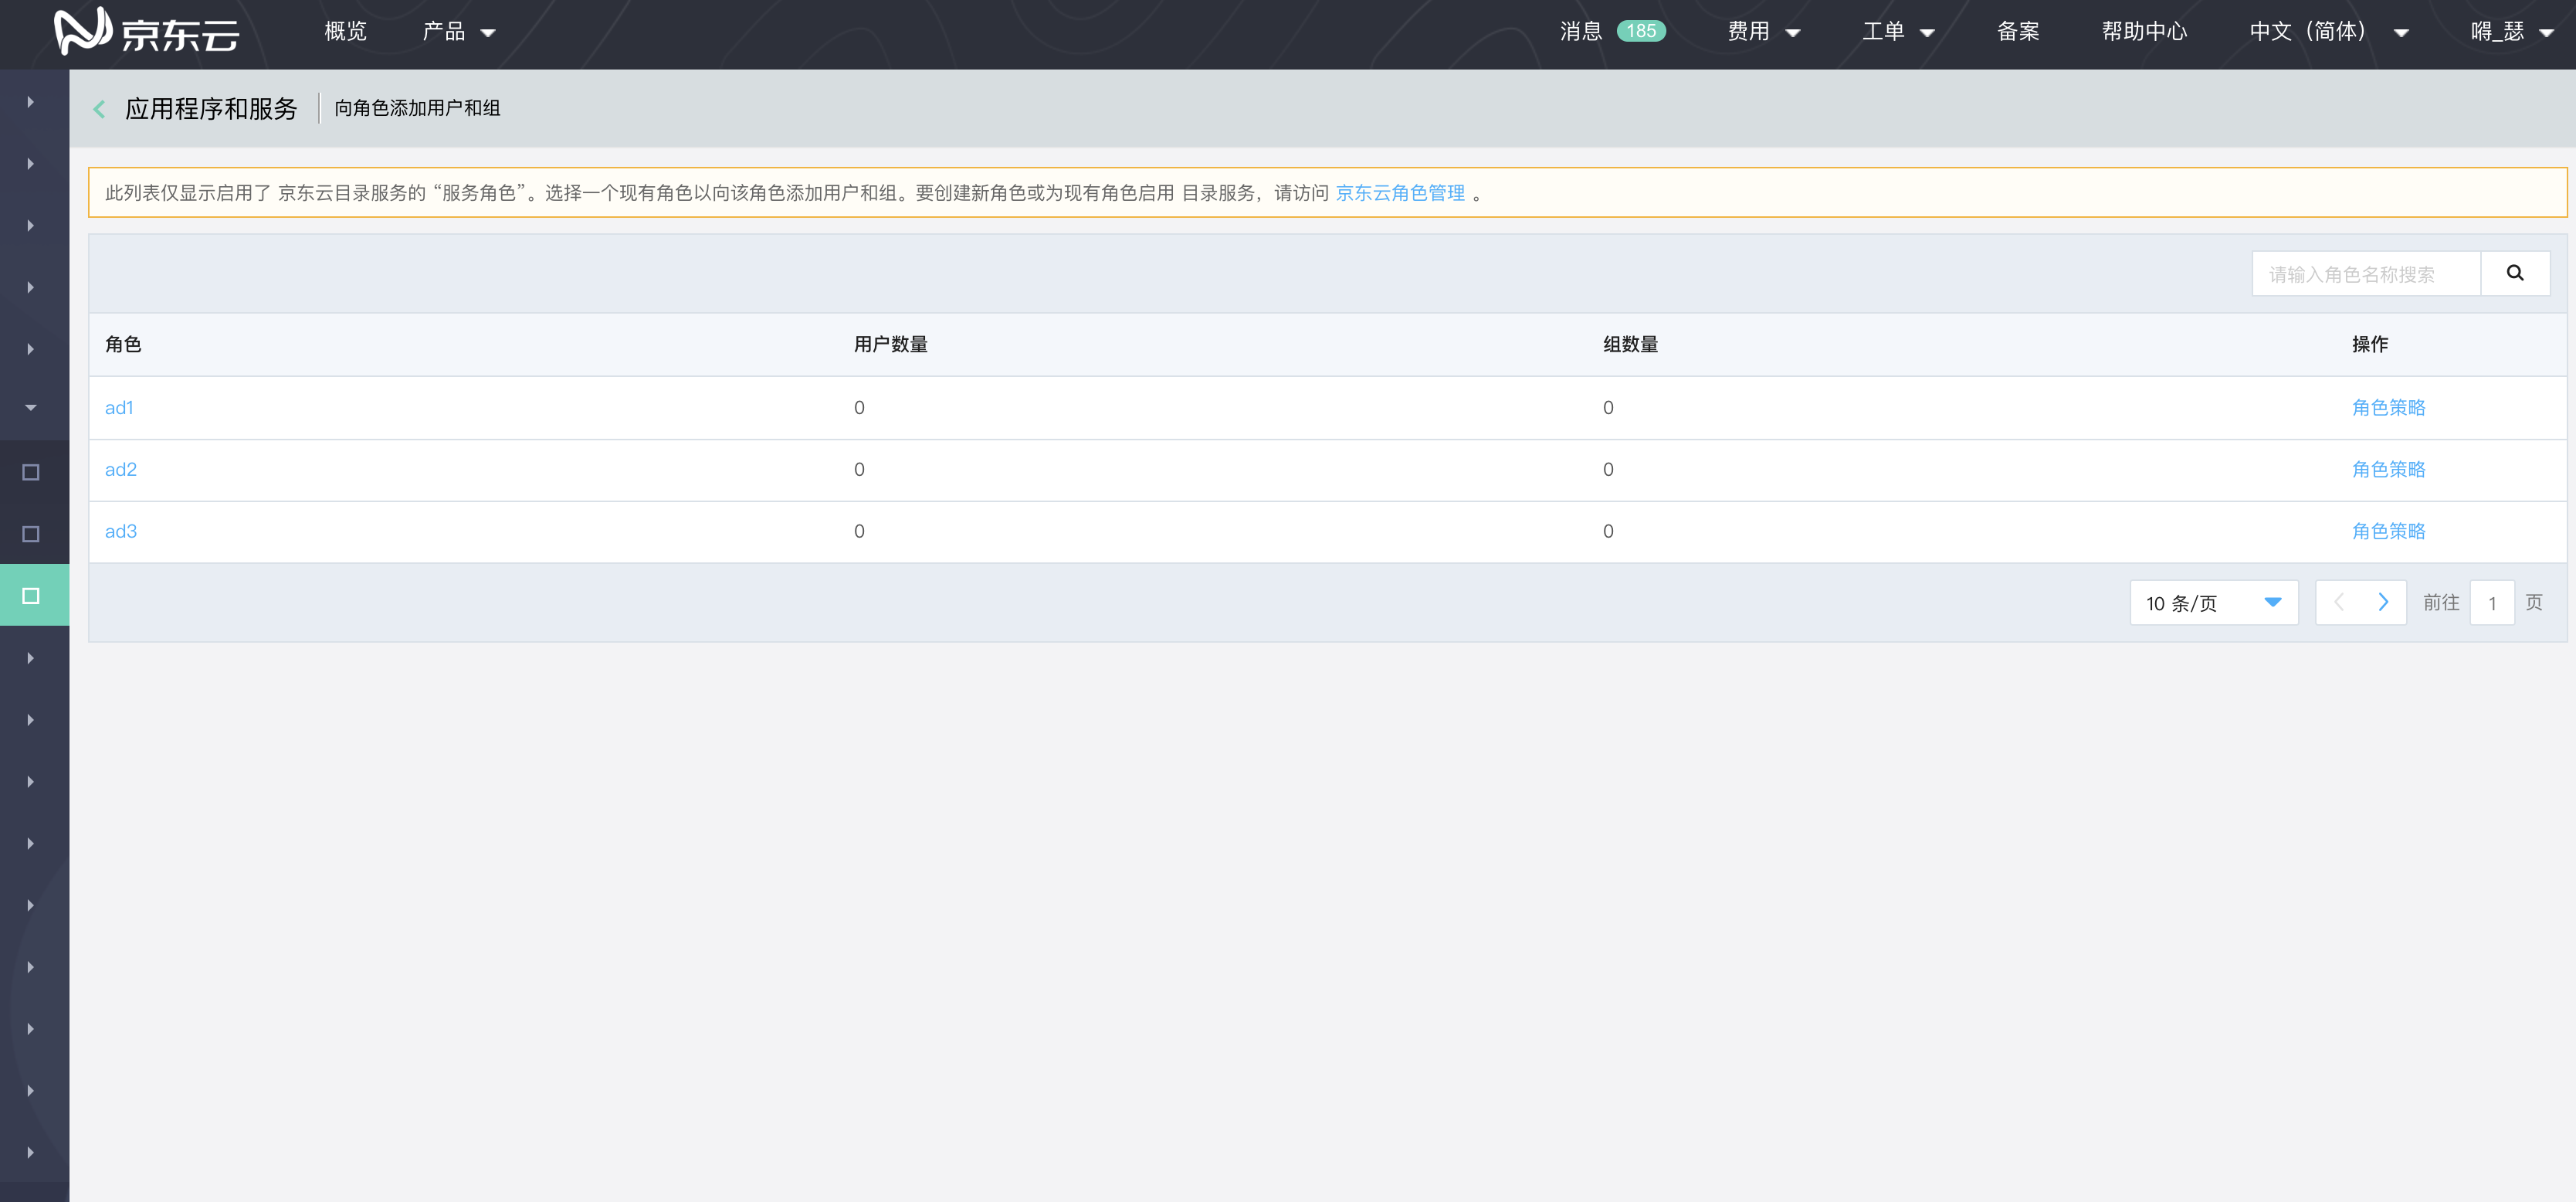 京东云 概览 产品 消息 185 费用 工单 备案 帮助中心 中文（简体） 嘚_瑟
应用程序和服务 向角色添加用户和组
此列表仅显示启用了 京东云目录服务的 “服务角色”。选择一个现有角色以向该角色添加用户和组。要创建新角色或为现有角色启用 目录服务，请访问 京东云角色管理 。
请输入角色名称搜索
角色 用户数量 组数量 操作
ad1 0 0 角色策略
ad2 0 0 角色策略
ad3 0 0 角色策略
10 条/页 前往 1 页